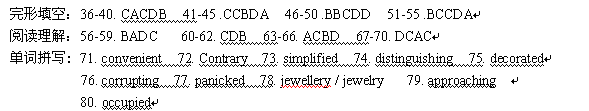 完形填空：36-40. CACDB 41-45 .CCBDA 46-50 .BBCDD 51-55 .BCCDA↵
阅读理解：56-59. BADC 60-62. CDB 63-66. ACBD 67-70. DCAC↵
单词拼写：71. convenient 72. Contrary 73. simplified 74. distinguishing 75. decorated
76. corrupting 77. panicked 78. jewellery / jewelry 79. approaching ↵
80. occupied↵